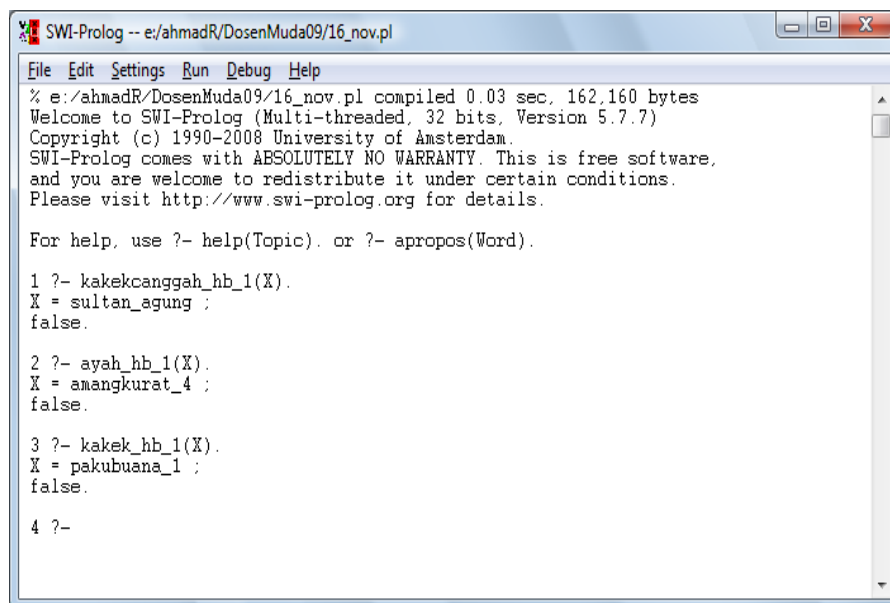 SWI-Prolog -- e:/ahmadR/DosenMuda09/16_nov.pl
File Edit Settings Run Debug Help
% e:/ahmadR/DosenMuda09/16_nov.pl compiled 0.03 sec, 162,160 bytes
Welcome to SWI-Prolog (Multi-threaded, 32 bits, Version 5.7.7)
Copyright (c) 1990-2008 University of Amsterdam.
SWI-Prolog comes with ABSOLUTELY NO WARRANTY. This is free software,
and you are welcome to redistribute it under certain conditions.
Please visit http://www.swi-prolog.org for details.
For help, use ?- help(Topic). or ?- apropos(Word).
1 ?- kakekcanggah_hb_1(X).
X = sultan_agung ;
false.
2 ?- ayah_hb_1(X).
X = amangkurat_4 ;
false.
3 ?- kakek_hb_1(X).
X = pakubuana_1 ;
false.
4 ?-